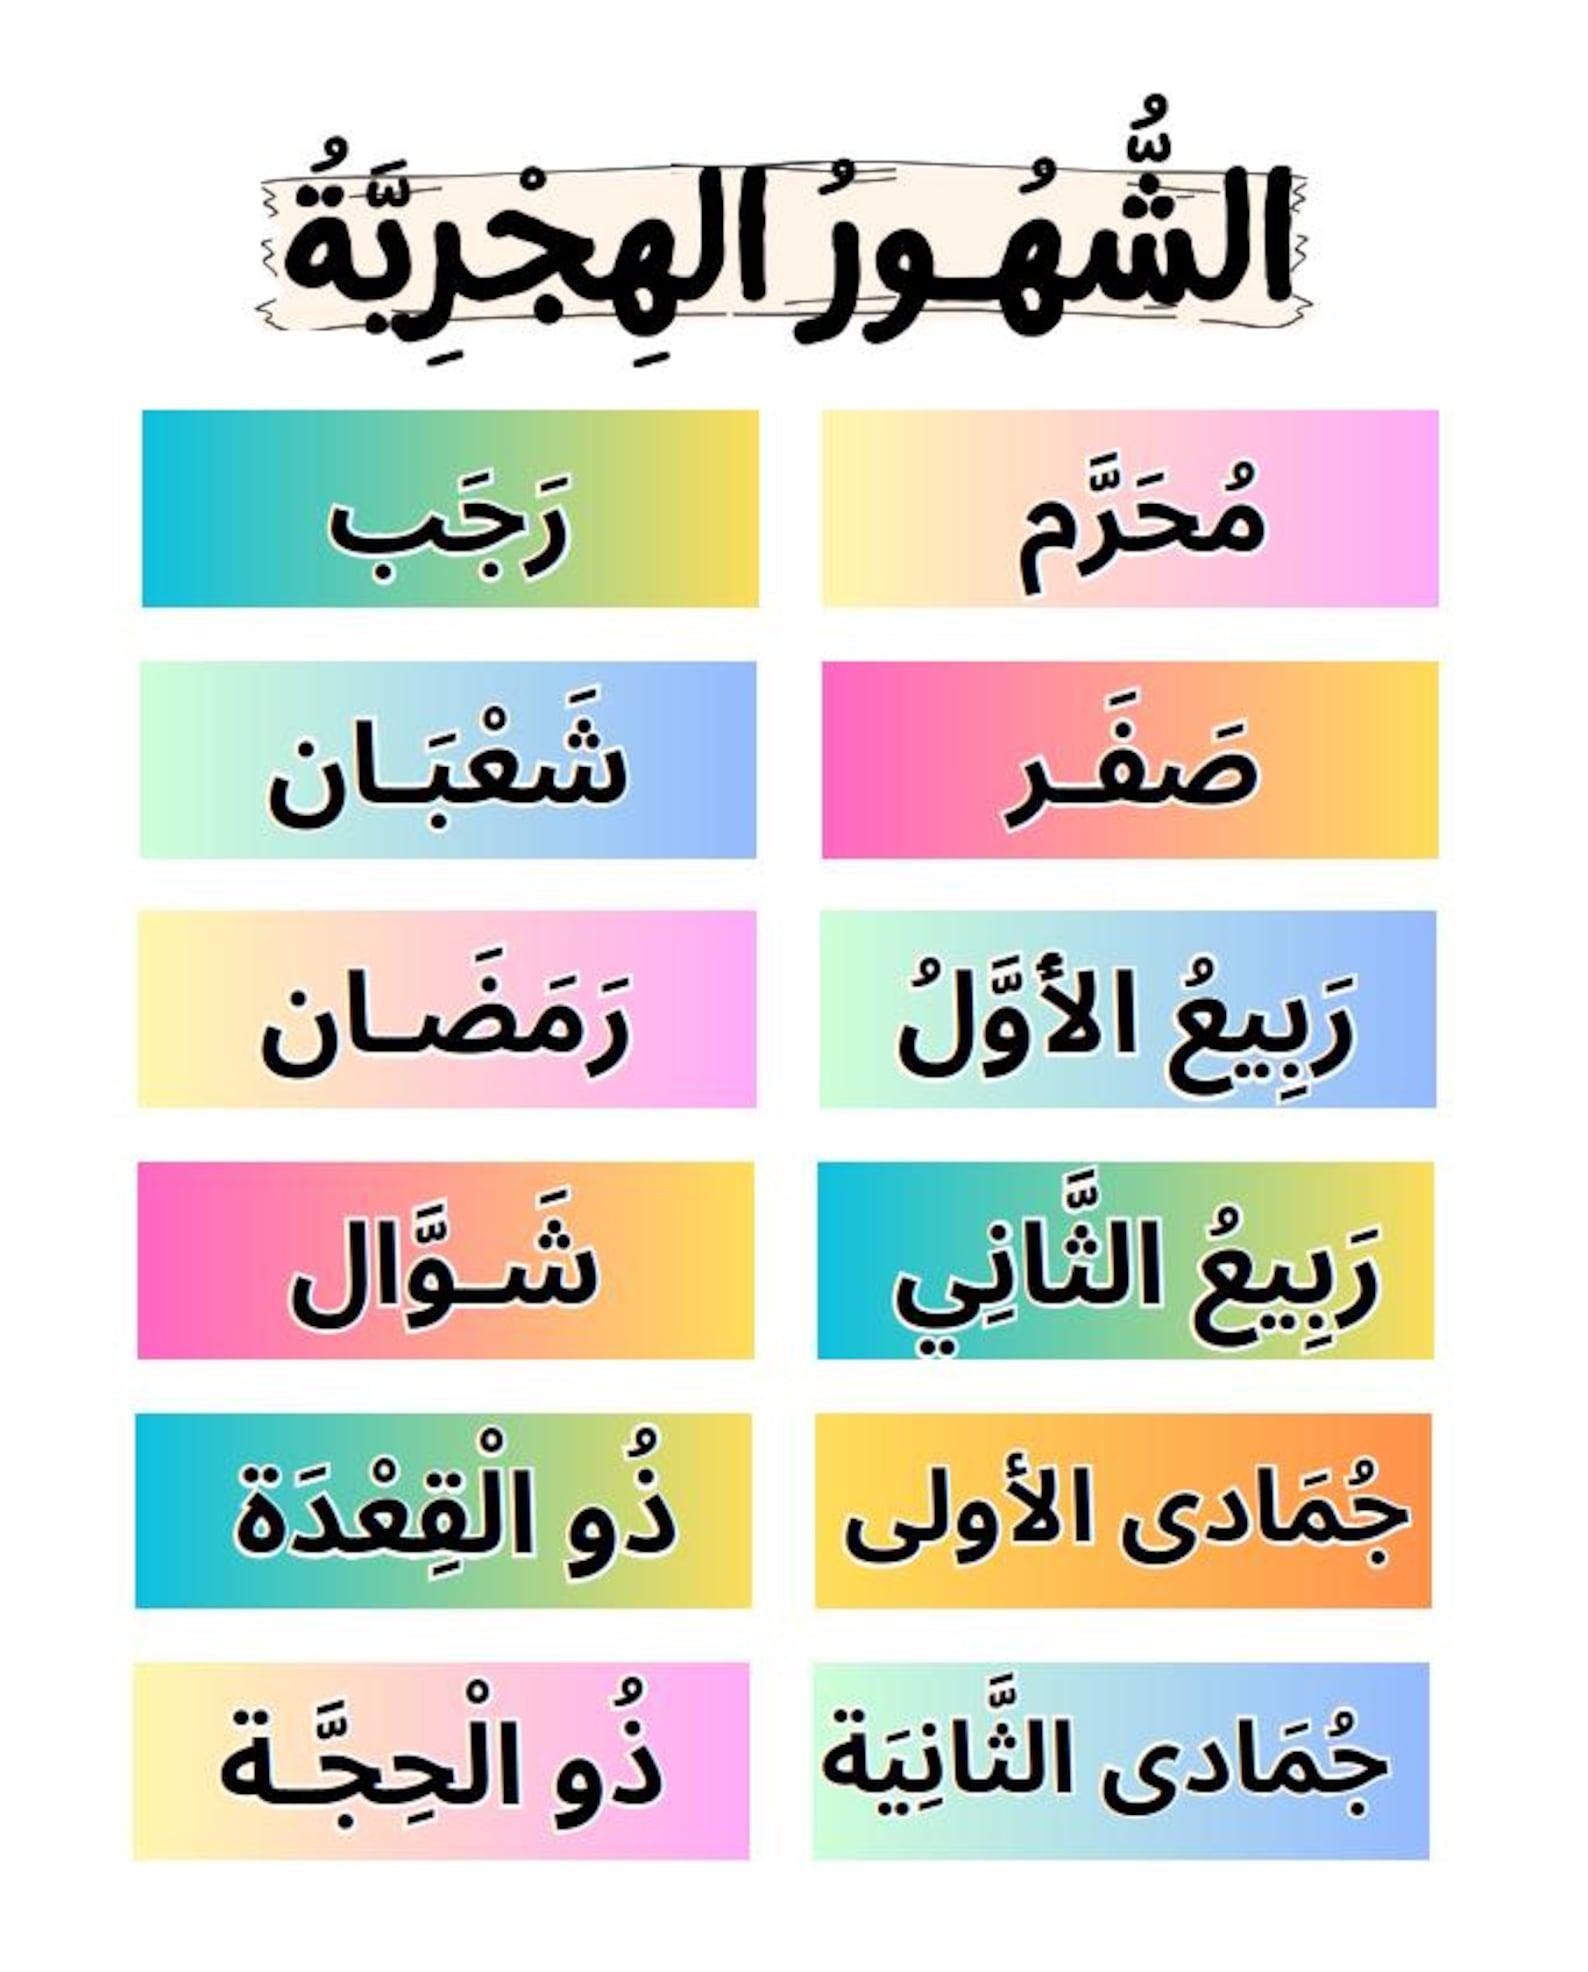 الشُّهُـورُ الهِجْرِيَّةُ
مُحَرَّم
صَفَـر
رَبِيعُ الأوَّلُ
رَبِيعُ الثَّانِي
جُمَادى الأولى
جُمَادى الثَّانِيَة
رَجَب
شَعْبَـان
رَمَضَـان
شَـوَّال
ذُو الْقِعْدَة
ذُو الْحِجَّـة